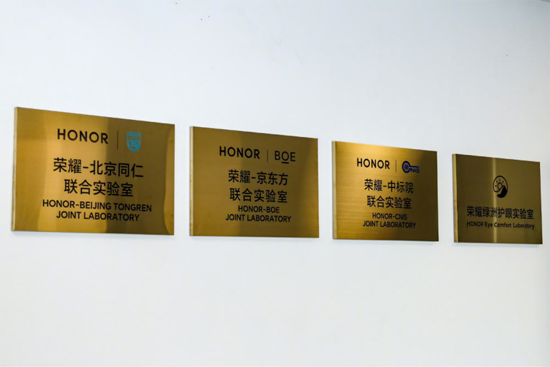 HONOR
荣耀-北京同仁
联合实验室
HONOR-BEIJING TONGREN
JOINT LABORATORY
HONOR BOE
荣耀-京东方
联合实验室
HONOR-BOE
JOINT LABORATORY
HONOR
荣耀-中标院
联合实验室
HONOR-CNIS
JOINT LABORATORY
荣耀绿洲护眼实验室
HONOR Eye Comfort Laboratory